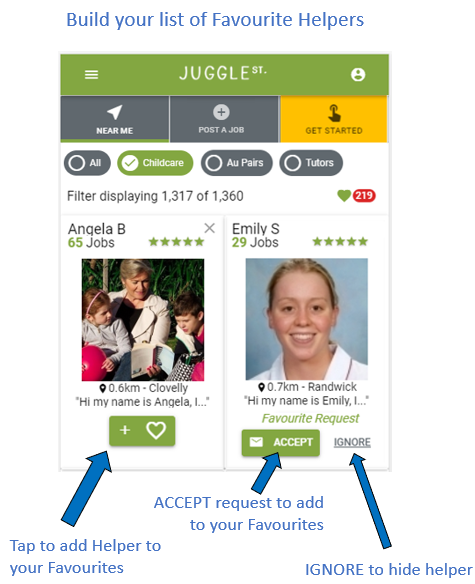 Build your list of Favourite Helpers
JUGGLE ST.
NEAR ME
POST A JOB
GET STARTED
All
Childcare
Au Pairs
Tutors
Filter displaying 1,317 of 1,360
219
Angela B
65 Jobs
Emily S
29 Jobs
0.6km - Clovelly
"Hi my name is Angela, I..."
0.7km - Randwick
"Hi my name is Emily, I..."
Favourite Request
+
ACCEPT
IGNORE
ACCEPT request to add
to your Favourites
Tap to add Helper to
your Favourites
IGNORE to hide helper